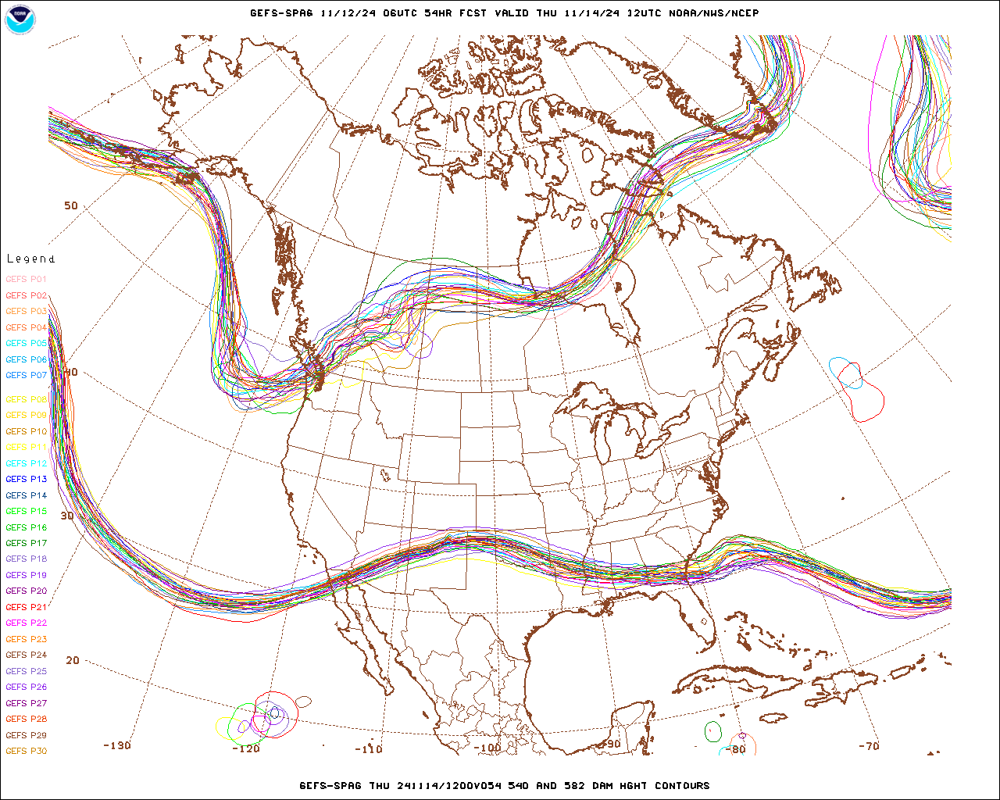 NOAA
GEFS-SPAG 11/12/24 06UTC 54HR FCST VALID THU 11/14/24 12UTC NOAA/NWS/NCEP
50
Legend
GEFS P01
GEFS P02
GEFS P03
GEFS P04
GEFS P05
GEFS P06
40
GEFS P07
GEFS P08
GEFS P09
GEFS P10
GEFS P11
GEFS P12
GEFS P13
GEFS P14
GEFS P15
30
GEFS P16
GEFS P17
GEFS P18
GEFS P19
GEFS P20
GEFS P21
GEFS P22
GEFS P23
GEFS P24
20
GEFS P25
GEFS P26
GEFS P27
GEFS P28
GEFS P29
GEFS P30
-130 -120 -110 -100 -90 -80 -70
GEFS-SPAG THU 241114/1200V054 540 AND 582 DAM HGHT CONTOURS